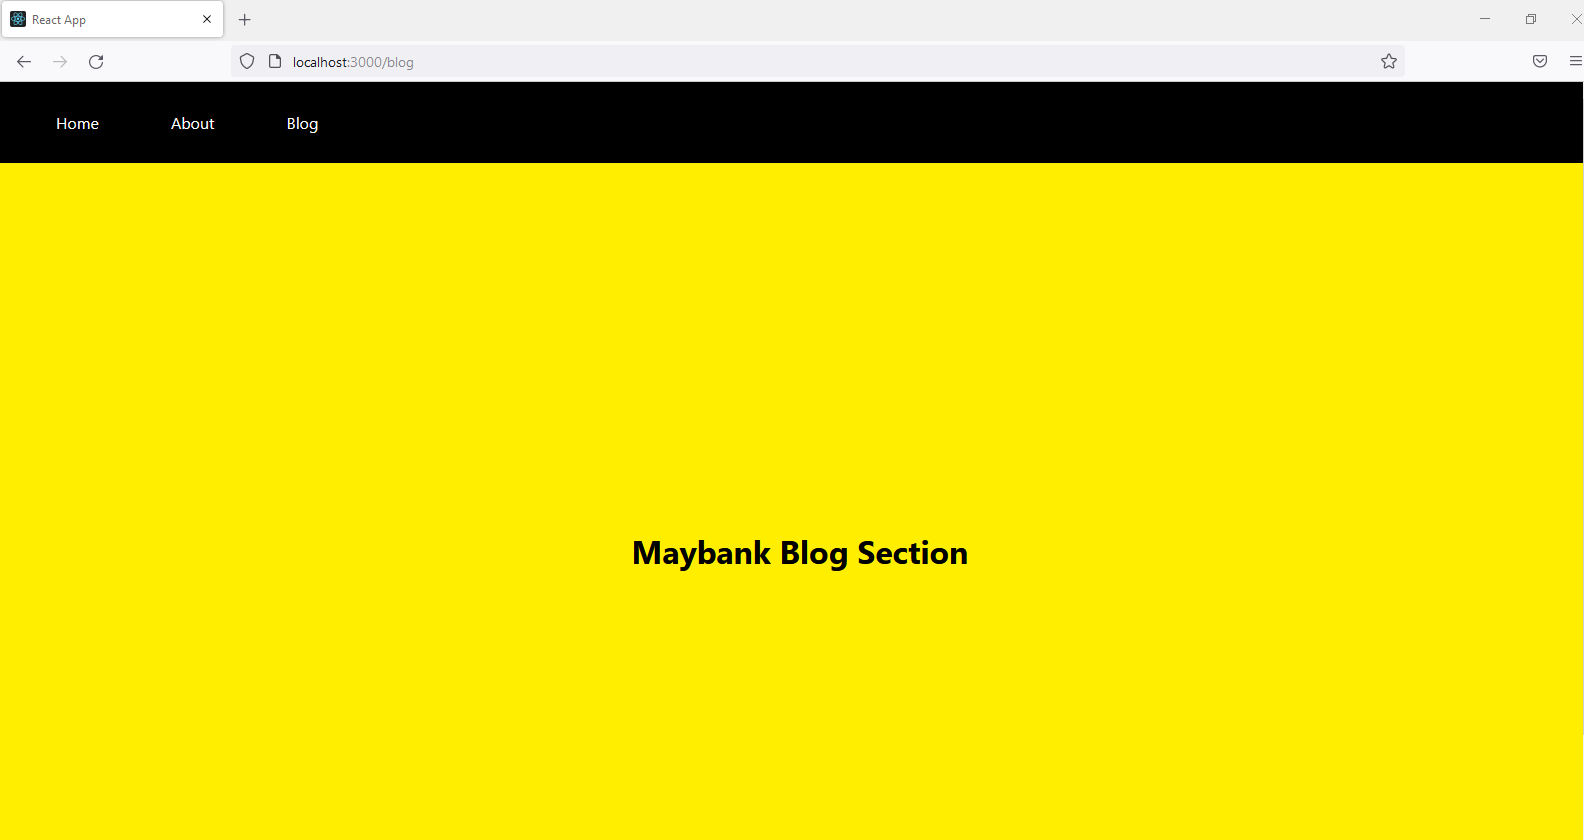 React App
localhost:3000/blog
Home About Blog
Maybank Blog Section